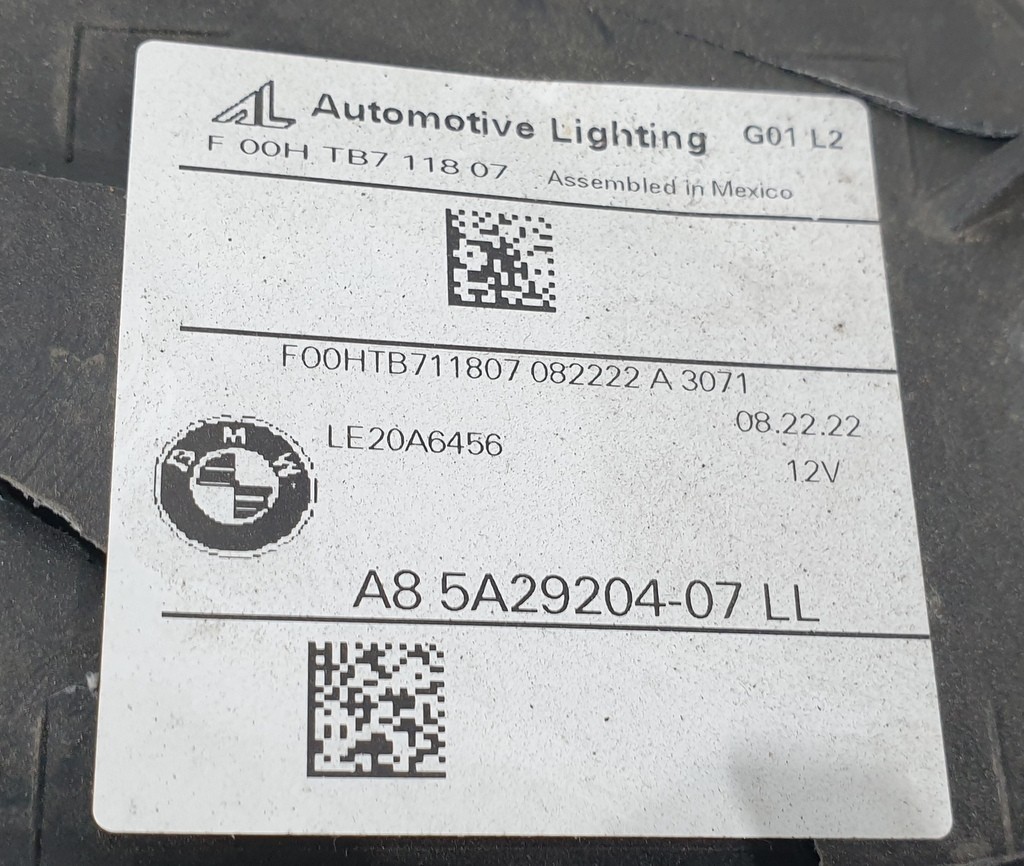 AL Automotive Lighting G01 L2
F 00H TB7 118 07 Assembled in Mexico
F00HTB711807 082222 A 3071
08.22.22
LE20A6456
BMW
12V
A8 5A29204-07 LL